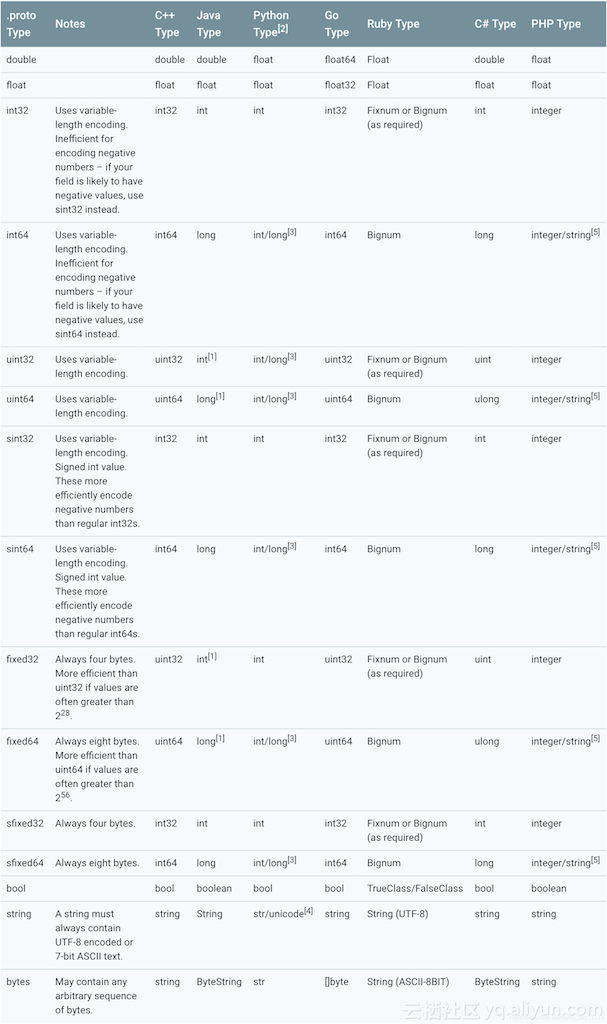 .proto Type Notes C++ Type Java Type Python Type[2] Go Type Ruby Type C# Type PHP Type
double double double float float64 Float double float
float float float float float32 Float float float
int32 Uses variable- int32 int int int32 Fixnum or Bignum int integer
length encoding. (as required)
Inefficient for
encoding negative
numbers – if your
field is likely to have
negative values, use
sint32 instead.
int64 Uses variable- int64 long int/long[3] int64 Bignum long integer/string[5]
length encoding.
Inefficient for
encoding negative
numbers – if your
field is likely to have
negative values, use
sint64 instead.
uint32 Uses variable- uint32 int[1] int/long[3] uint32 Fixnum or Bignum uint integer
length encoding. (as required)
uint64 Uses variable- uint64 long[1] int/long[3] uint64 Bignum ulong integer/string[5]
length encoding.
sint32 Uses variable- int32 int int int32 Fixnum or Bignum int integer
length encoding. (as required)
Signed int value.
These more
efficiently encode
negative numbers
than regular int32s.
sint64 Uses variable- int64 long int/long[3] int64 Bignum long integer/string[5]
length encoding.
Signed int value.
These more
efficiently encode
negative numbers
than regular int64s.
fixed32 Always four bytes. uint32 int[1] int uint32 Fixnum or Bignum uint integer
More efficient than (as required)
uint32 if values are
often greater than
2^28.
fixed64 Always eight bytes. uint64 long[1] int/long[3] uint64 Bignum ulong integer/string[5]
More efficient than
uint64 if values are
often greater than
2^56.
sfixed32 Always four bytes. int32 int int int32 Fixnum or Bignum int integer
(as required)
sfixed64 Always eight bytes. int64 long int/long[3] int64 Bignum long integer/string[5]
bool bool boolean bool bool TrueClass/FalseClass bool boolean
string A string must string String str/unicode[4] string String (UTF-8) string string
always contain
UTF-8 encoded or
7-bit ASCII text.
bytes May contain any string ByteString str []byte String (ASCII-8BIT) ByteString string
arbitrary sequence
of bytes.
云栖社区 yq.aliyun.com